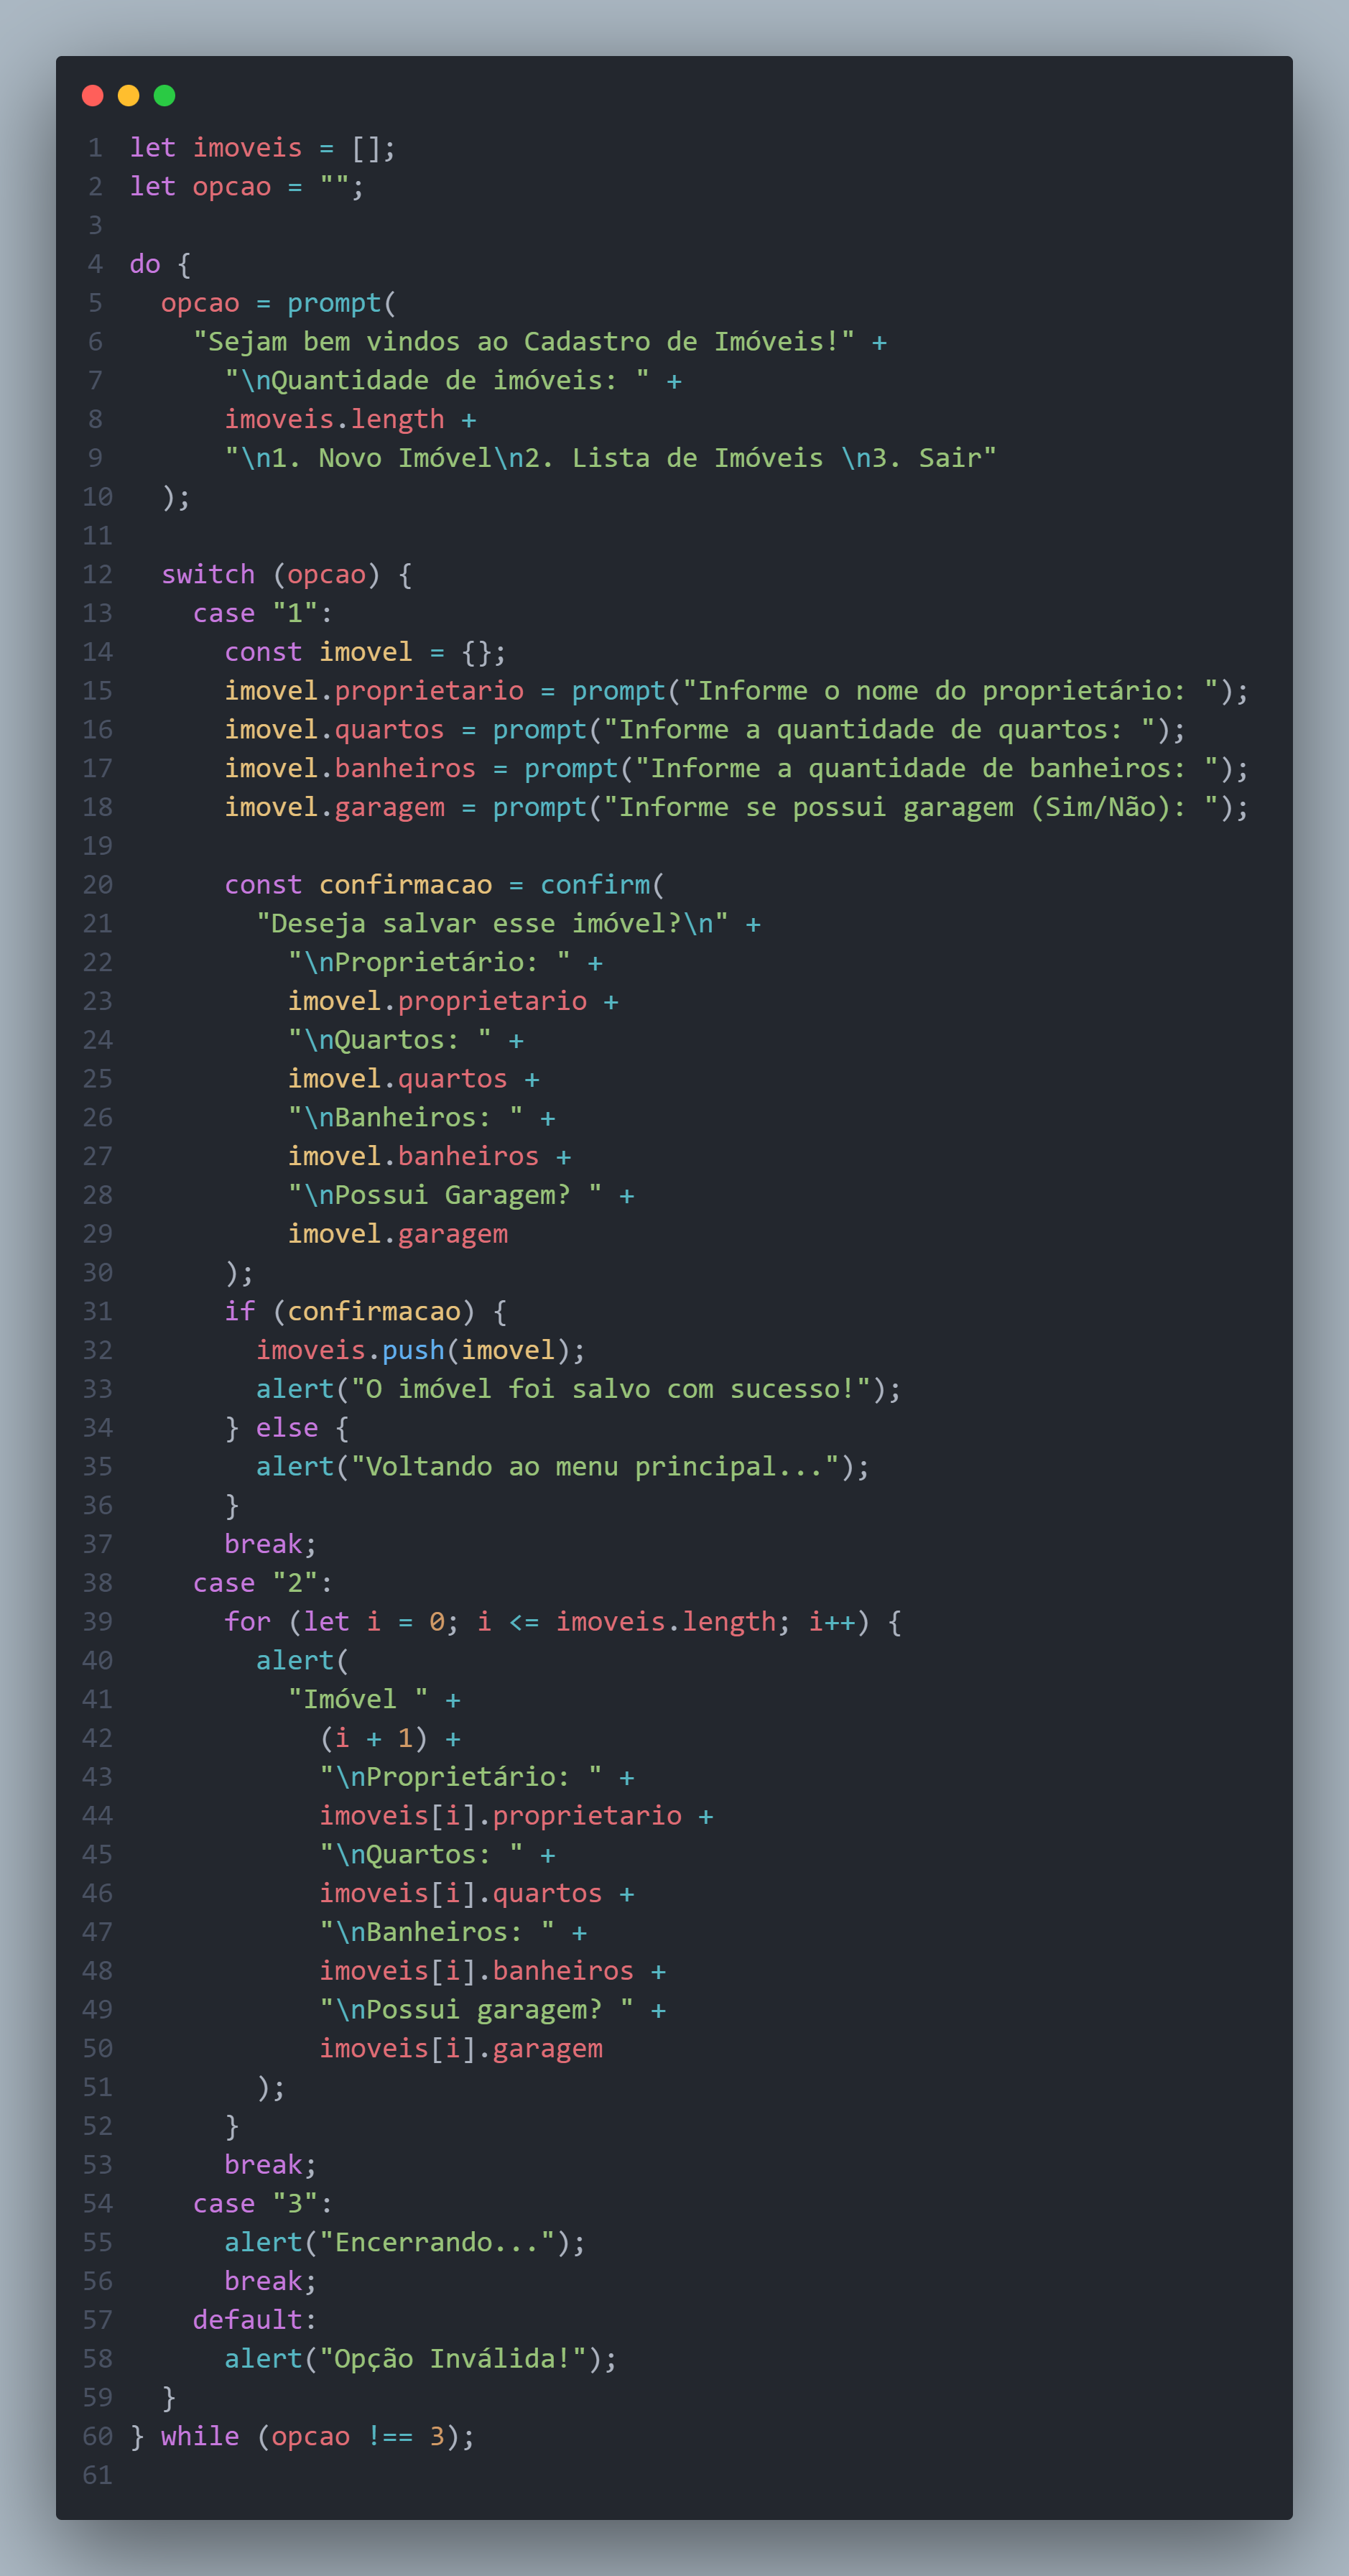 1 let imoveis = [];
2 let opcao = "";
3
4 do {
5   opcao = prompt(
6     "Sejam bem vindos ao Cadastro de Imóveis!" +
7       "\nQuantidade de imóveis: " +
8       imoveis.length +
9       "\n1. Novo Imóvel\n2. Lista de Imóveis \n3. Sair"
10   );
11
12   switch (opcao) {
13     case "1":
14       const imovel = {};
15       imovel.proprietario = prompt("Informe o nome do proprietário: ");
16       imovel.quartos = prompt("Informe a quantidade de quartos: ");
17       imovel.banheiros = prompt("Informe a quantidade de banheiros: ");
18       imovel.garagem = prompt("Informe se possui garagem (Sim/Não): ");
19
20       const confirmacao = confirm(
21         "Deseja salvar esse imóvel?\n" +
22           "\nProprietário: " +
23           imovel.proprietario +
24           "\nQuartos: " +
25           imovel.quartos +
26           "\nBanheiros: " +
27           imovel.banheiros +
28           "\nPossui Garagem? " +
29           imovel.garagem
30       );
31       if (confirmacao) {
32         imoveis.push(imovel);
33         alert("O imóvel foi salvo com sucesso!");
34       } else {
35         alert("Voltando ao menu principal...");
36       }
37       break;
38     case "2":
39       for (let i = 0; i <= imoveis.length; i++) {
40         alert(
41           "Imóvel " +
42             (i + 1) +
43             "\nProprietário: " +
44             imoveis[i].proprietario +
45             "\nQuartos: " +
46             imoveis[i].quartos +
47             "\nBanheiros: " +
48             imoveis[i].banheiros +
49             "\nPossui garagem? " +
50             imoveis[i].garagem
51         );
52       }
53       break;
54     case "3":
55       alert("Encerrando...");
56       break;
57     default:
58       alert("Opção Inválida!");
59   }
60 } while (opcao !== 3);
61